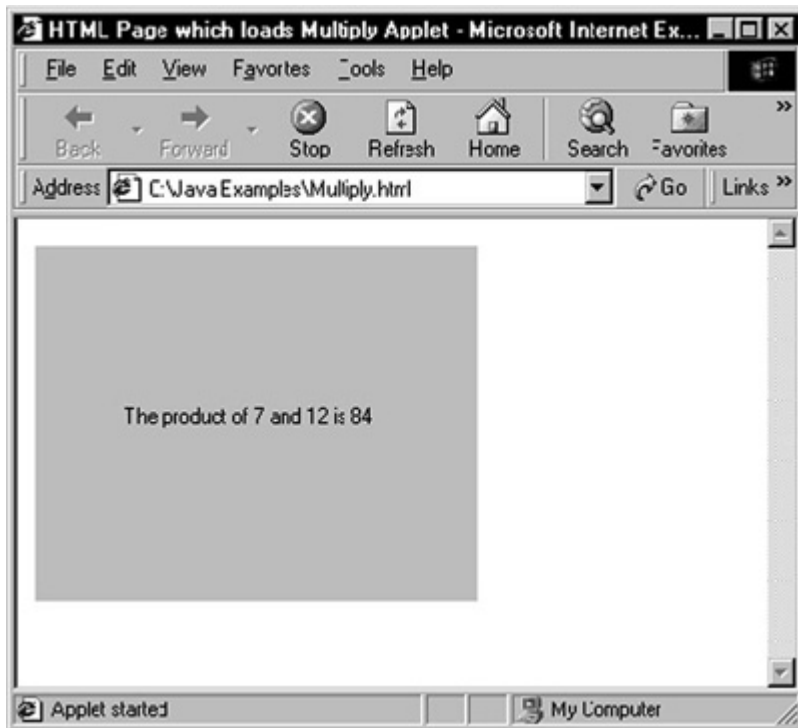 HTML Page which loads Multiply Applet - Microsoft Internet Ex...
File Edit View Favortes Tools Help
Back Forward Stop Refresh Home Search Favorites »
Address C:\Java Examples\Multiply.html Go Links »
The product of 7 and 12 is 84
Applet started My Computer